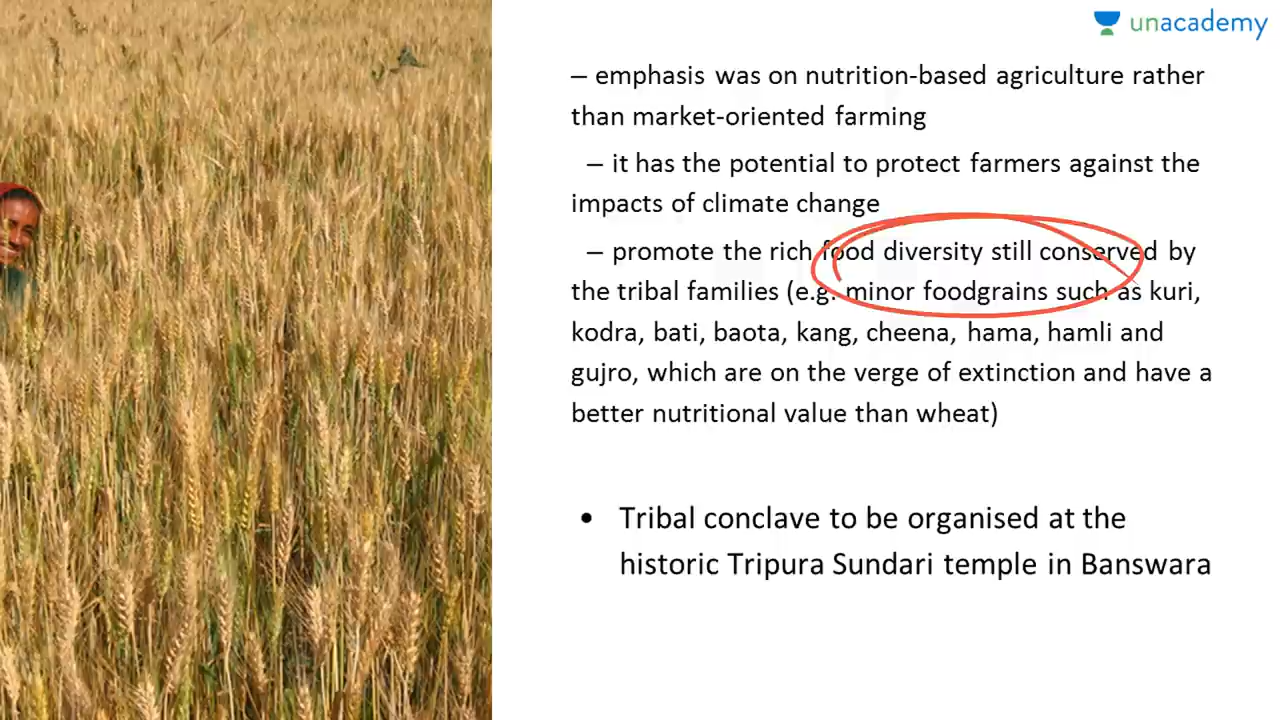 unacademy
– emphasis was on nutrition-based agriculture rather
than market-oriented farming
– it has the potential to protect farmers against the
impacts of climate change
– promote the rich food diversity still conserved by
the tribal families (e.g. minor foodgrains such as kuri,
kodra, bati, baota, kang, cheena, hama, hamli and
gujro, which are on the verge of extinction and have a
better nutritional value than wheat)
• Tribal conclave to be organised at the
historic Tripura Sundari temple in Banswara